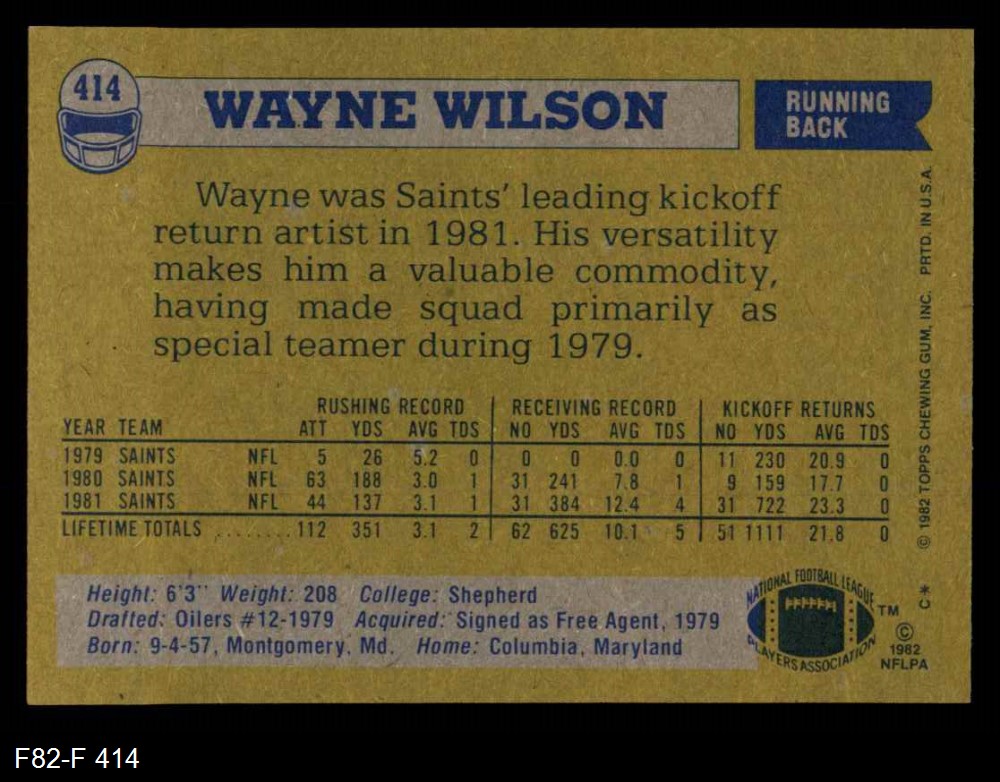 414
WAYNE WILSON
RUNNING
BACK
Wayne was Saints' leading kickoff
return artist in 1981. His versatility
makes him a valuable commodity,
having made squad primarily as
special teamer during 1979.
RUSHING RECORD RECEIVING RECORD KICKOFF RETURNS
YEAR TEAM ATT YDS AVG TDS NO YDS AVG TDS NO YDS AVG TDS
1979 SAINTS NFL 5 26 5.2 0 0 0 0.0 0 11 230 20.9 0
1980 SAINTS NFL 63 188 3.0 1 31 241 7.8 1 9 159 17.7 0
1981 SAINTS NFL 44 137 3.1 1 31 384 12.4 4 31 722 23.3 0
LIFETIME TOTALS ........ 112 351 3.1 2 62 625 10.1 5 51 1111 21.8 0
Height: 6'3" Weight: 208 College: Shepherd
Drafted: Oilers #12-1979 Acquired: Signed as Free Agent, 1979
Born: 9-4-57, Montgomery, Md. Home: Columbia, Maryland
NATIONAL FOOTBALL LEAGUE
PLAYERS ASSOCIATION
TM
©
1982
NFLPA
© 1982 TOPPS CHEWING GUM, INC. PRTD. IN U.S.A.
C*
F82-F 414